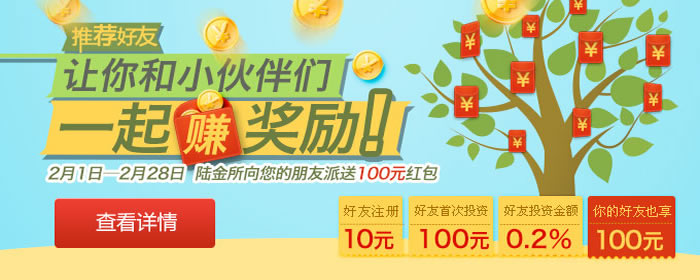 推荐好友
让你和小伙伴们
一起赚奖励!
2月1日—2月28日 陆金所向您的朋友派送100元红包
查看详情
好友注册
10元
好友首次投资
100元
好友投资金额
0.2%
你的好友也享
100元
¥
¥
¥
¥
¥
¥
¥
¥
¥
¥